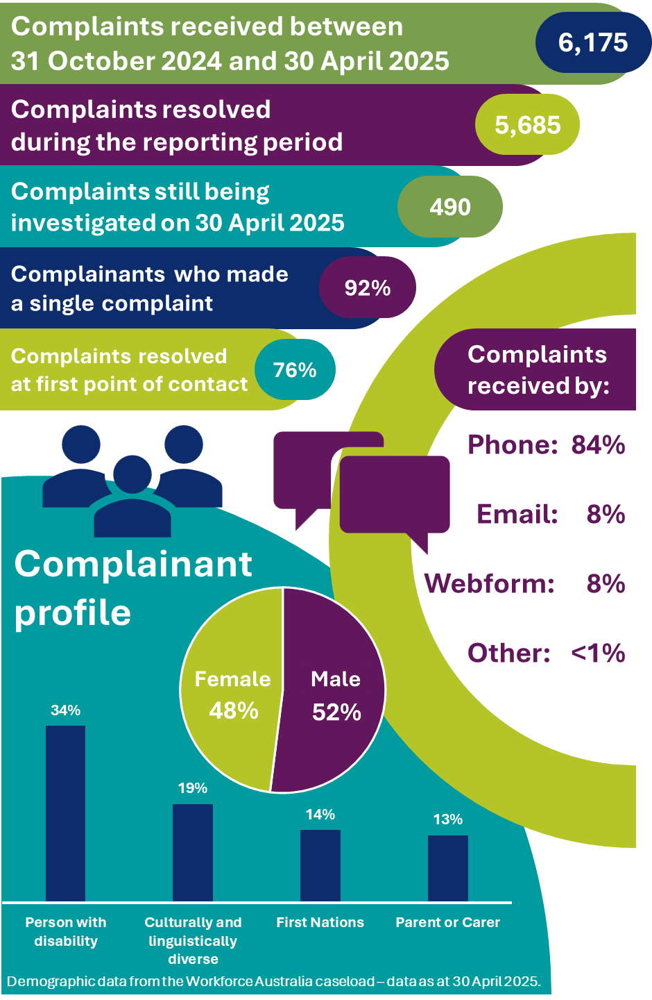 Complaints received between
31 October 2024 and 30 April 2025
6,175
Complaints resolved
during the reporting period
5,685
Complaints still being
investigated on 30 April 2025
490
Complainants who made
a single complaint
92%
Complaints resolved
at first point of contact
76%
Complaints
received by:
Phone: 84%
Email: 8%
Webform: 8%
Other: <1%
Complainant
profile
Female
48%
Male
52%
34%
19%
14%
13%
Person with
disability
Culturally and
linguistically
diverse
First Nations
Parent or Carer
Demographic data from the Workforce Australia caseload – data as at 30 April 2025.